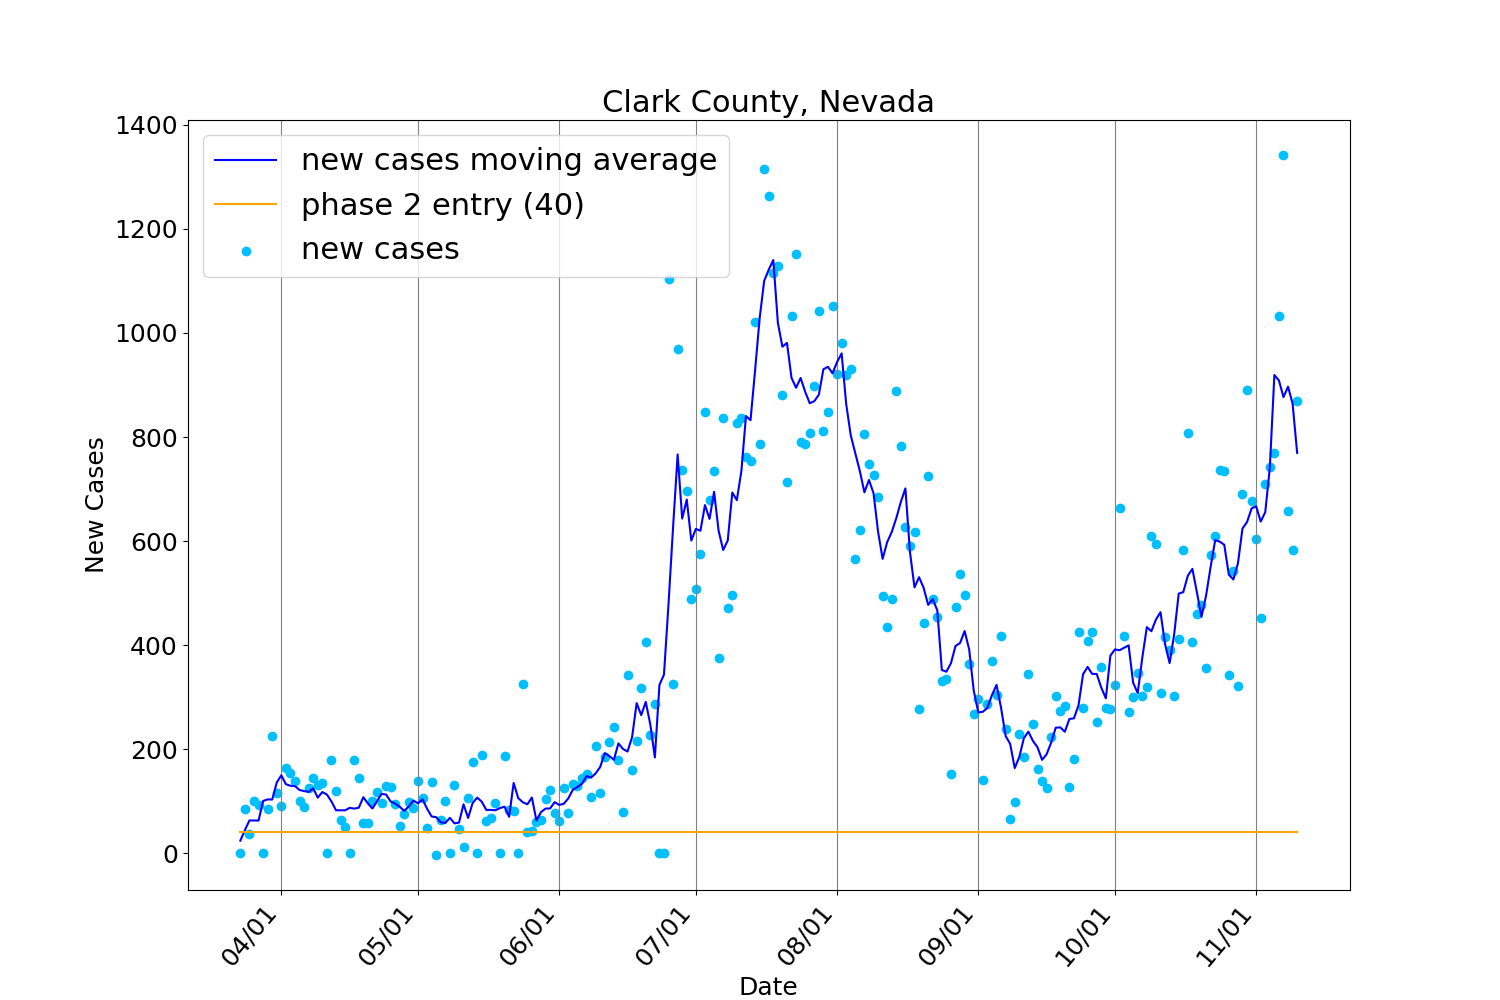 Clark County, Nevada
new cases moving average
phase 2 entry (40)
new cases
1400
1200
1000
800
600
400
200
0
New Cases
04/01
05/01
06/01
07/01
08/01
09/01
10/01
11/01
Date